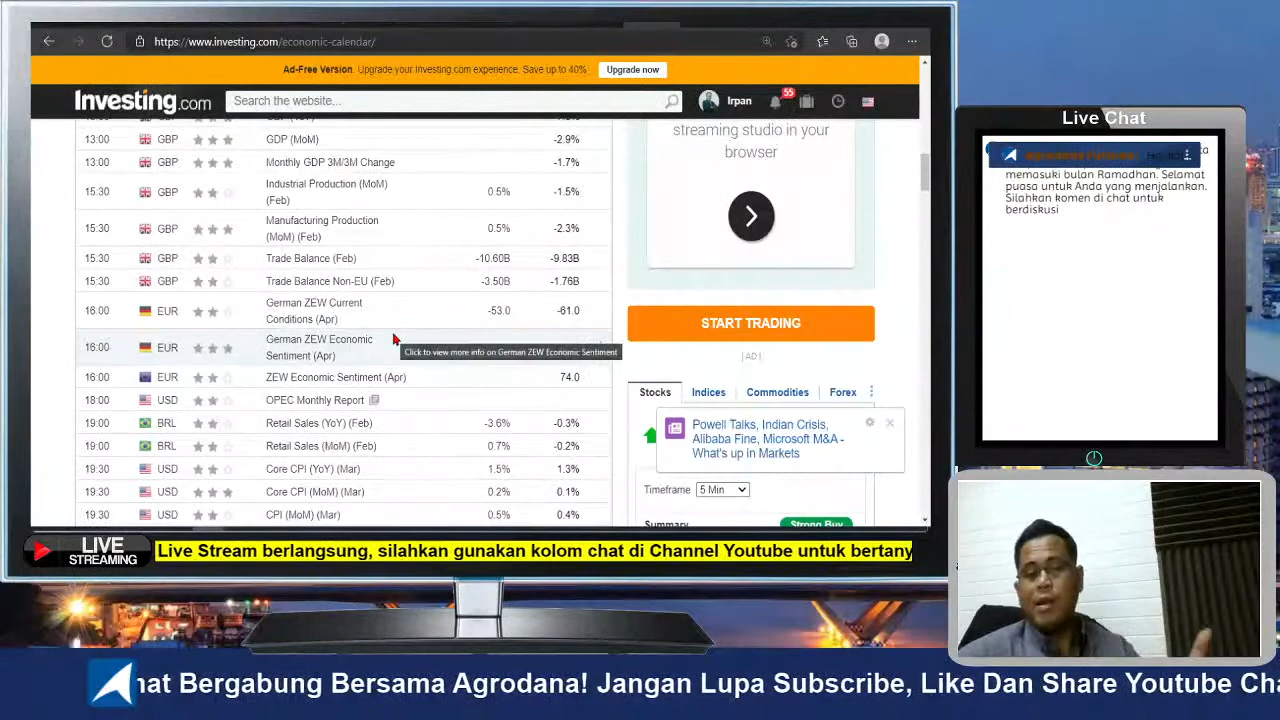 https://www.investing.com/economic-calendar/
Ad-Free Version. Upgrade your Investing.com experience. Save up to 40%
Upgrade now
Investing.com
Search the website...
Irpan
55
13:00 GBP GDP (MoM) -2.9%
13:00 GBP Monthly GDP 3M/3M Change -1.7%
15:30 GBP Industrial Production (MoM) (Feb) 0.5% -1.5%
15:30 GBP Manufacturing Production (MoM) (Feb) 0.5% -2.3%
15:30 GBP Trade Balance (Feb) -10.60B -9.83B
15:30 GBP Trade Balance Non-EU (Feb) -3.50B -1.76B
16:00 EUR German ZEW Current Conditions (Apr) -53.0 -61.0
16:00 EUR German ZEW Economic Sentiment (Apr)
Click to view more info on German ZEW Economic Sentiment
16:00 EUR ZEW Economic Sentiment (Apr) 74.0
18:00 USD OPEC Monthly Report
19:00 BRL Retail Sales (YoY) (Feb) -3.6% -0.3%
19:00 BRL Retail Sales (MoM) (Feb) 0.7% -0.2%
19:30 USD Core CPI (YoY) (Mar) 1.5% 1.3%
19:30 USD Core CPI (MoM) (Mar) 0.2% 0.1%
19:30 USD CPI (MoM) (Mar) 0.5% 0.4%
streaming studio in your
browser
START TRADING
| AD |
Stocks Indices Commodities Forex
Powell Talks, Indian Crisis,
Alibaba Fine, Microsoft M&A -
What's up in Markets
Timeframe 5 Min
Summary Strong Buy
Live Chat
memasuki bulan Ramadhan. Selamat
puasa untuk Anda yang menjalankan.
Silahkan komen di chat untuk
berdiskusi
LIVE
STREAMING
Live Stream berlangsung, silahkan gunakan kolom chat di Channel Youtube untuk bertany
hat Bergabung Bersama Agrodana! Jangan Lupa Subscribe, Like Dan Share Youtube Cha